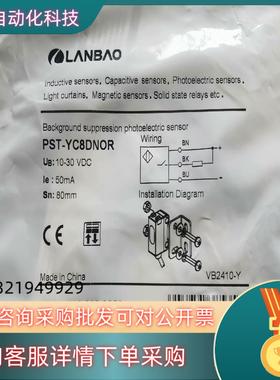 自动化科技
LANBAO
Inductive sensors, Capacitive sensors, Photoelectric sensors,
Light curtains, Magnetic sensors, Solid state relays etc.
Background suppression photoelectric sensor
PST-YC8DNOR
Wiring
UB: 10-30 VDC
Ie : 50mA
Sn: 80mm
BN
BK
BU
Installation Diagram
Made in China
VB2410-Y
821949929
咨询采购批发可对公开票
客服详情下单采购